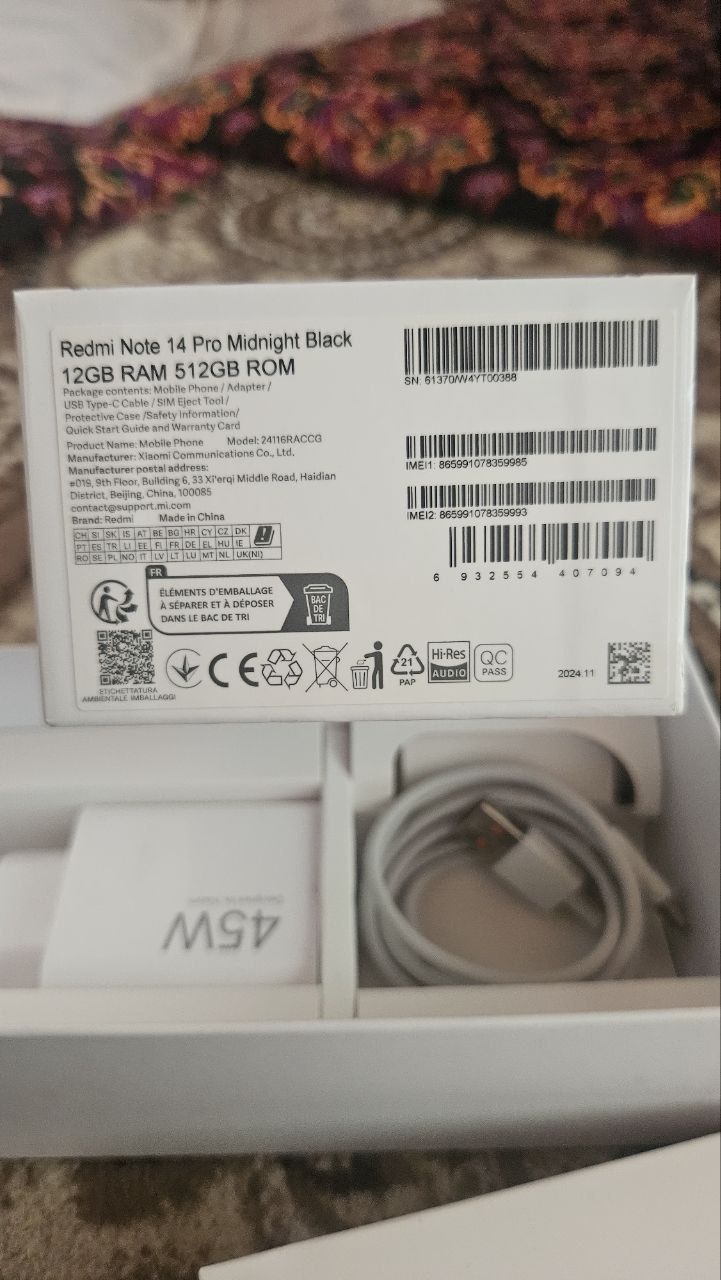 Redmi Note 14 Pro Midnight Black
12GB RAM 512GB ROM
Package contents: Mobile Phone / Adapter /
USB Type-C Cable / SIM Eject Tool /
Protective Case /Safety Information/
Quick Start Guide and Warranty Card
Product Name: Mobile Phone Model: 24116RACCG
Manufacturer: Xiaomi Communications Co., Ltd.
Manufacturer postal address:
#019, 9th Floor, Building 6, 33 Xi'erqi Middle Road, Haidian
District, Beijing, China, 100085
contact@support.mi.com
Brand: Redmi Made in China
CH SI SK IS AT BE BG HR CY CZ DK
PT ES TR LI EE FI FR DE EL HU IE
RO SE PL NO IT LV LT LU MT NL UK(NI)
SN: 61370/W4YT00388
IMEI1: 865991078359985
IMEI2: 865991078359993
6 932554 407094
FR
ÉLÉMENTS D'EMBALLAGE
À SÉPARER ET À DÉPOSER
DANS LE BAC DE TRI
BAC
DE
TRI
ETICHETTATURA
AMBIENTALE IMBALLAGGI
CE
21
PAP
Hi-Res
AUDIO
QC
PASS
2024.11
45W